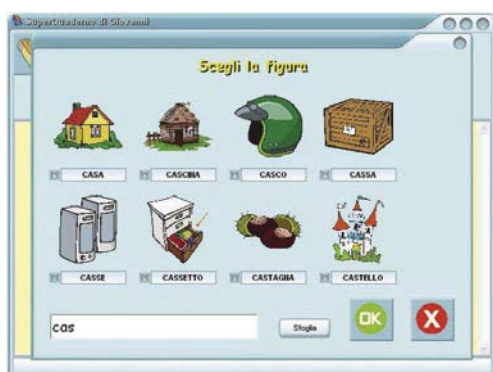 SuperQuaderno di Giovanni
Scegli la figura
CASA CASCINA CASCO CASSA
CASSE CASSETTO CASTAGNA CASTELLO
cas Sfoglia OK X